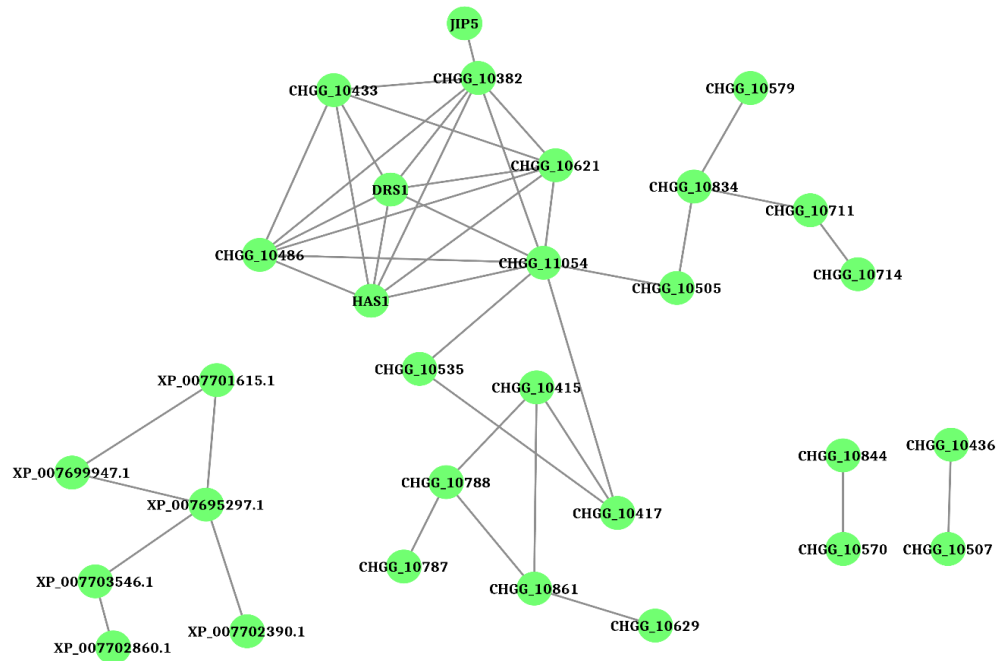 JIP5
CHGG_10382
CHGG_10433
CHGG_10579
CHGG_10621
DRS1
CHGG_10834
CHGG_10711
CHGG_10486
CHGG_11054
CHGG_10714
CHGG_10505
HAS1
CHGG_10535
XP_007701615.1
CHGG_10415
CHGG_10436
CHGG_10844
XP_007699947.1
CHGG_10788
XP_007695297.1
CHGG_10417
CHGG_10570
CHGG_10507
CHGG_10787
XP_007703546.1
CHGG_10861
CHGG_10629
XP_007702390.1
XP_007702860.1